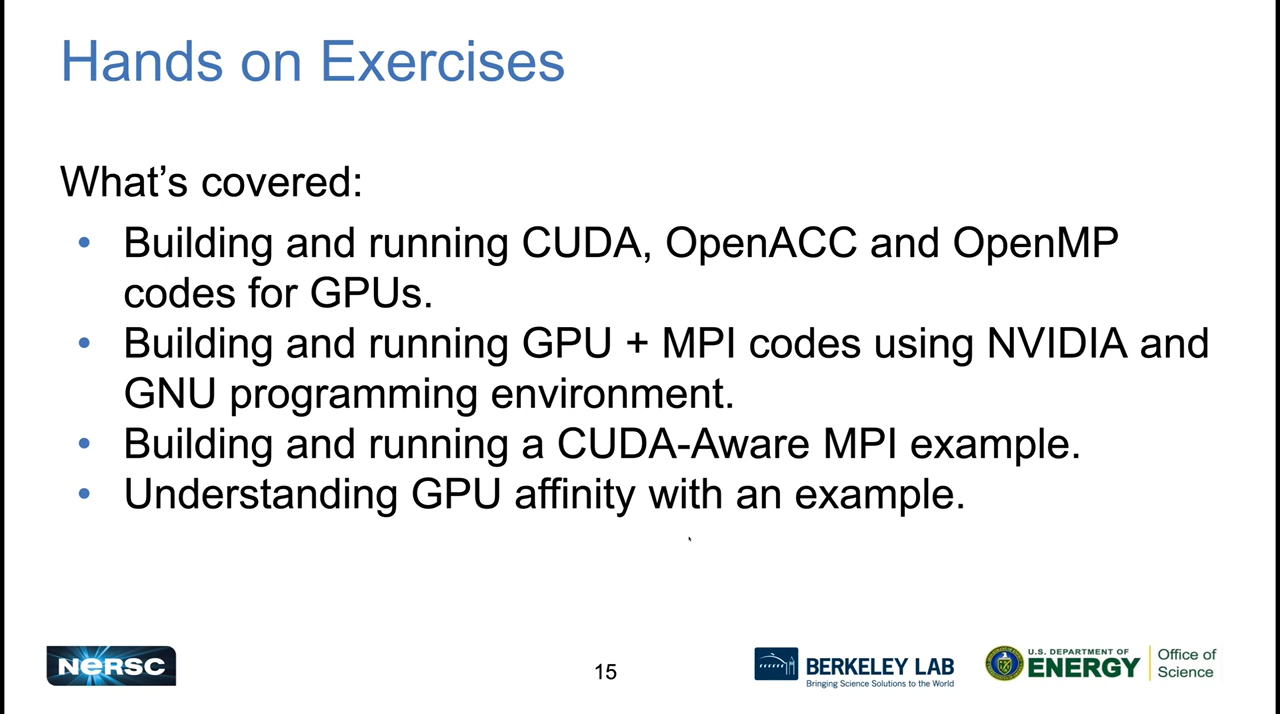 Hands on Exercises
What’s covered:
• Building and running CUDA, OpenACC and OpenMP
codes for GPUs.
• Building and running GPU + MPI codes using NVIDIA and
GNU programming environment.
• Building and running a CUDA-Aware MPI example.
• Understanding GPU affinity with an example.
NERSC
15
BERKELEY LAB
Bringing Science Solutions to the World
U.S. DEPARTMENT OF
ENERGY
Office of
Science